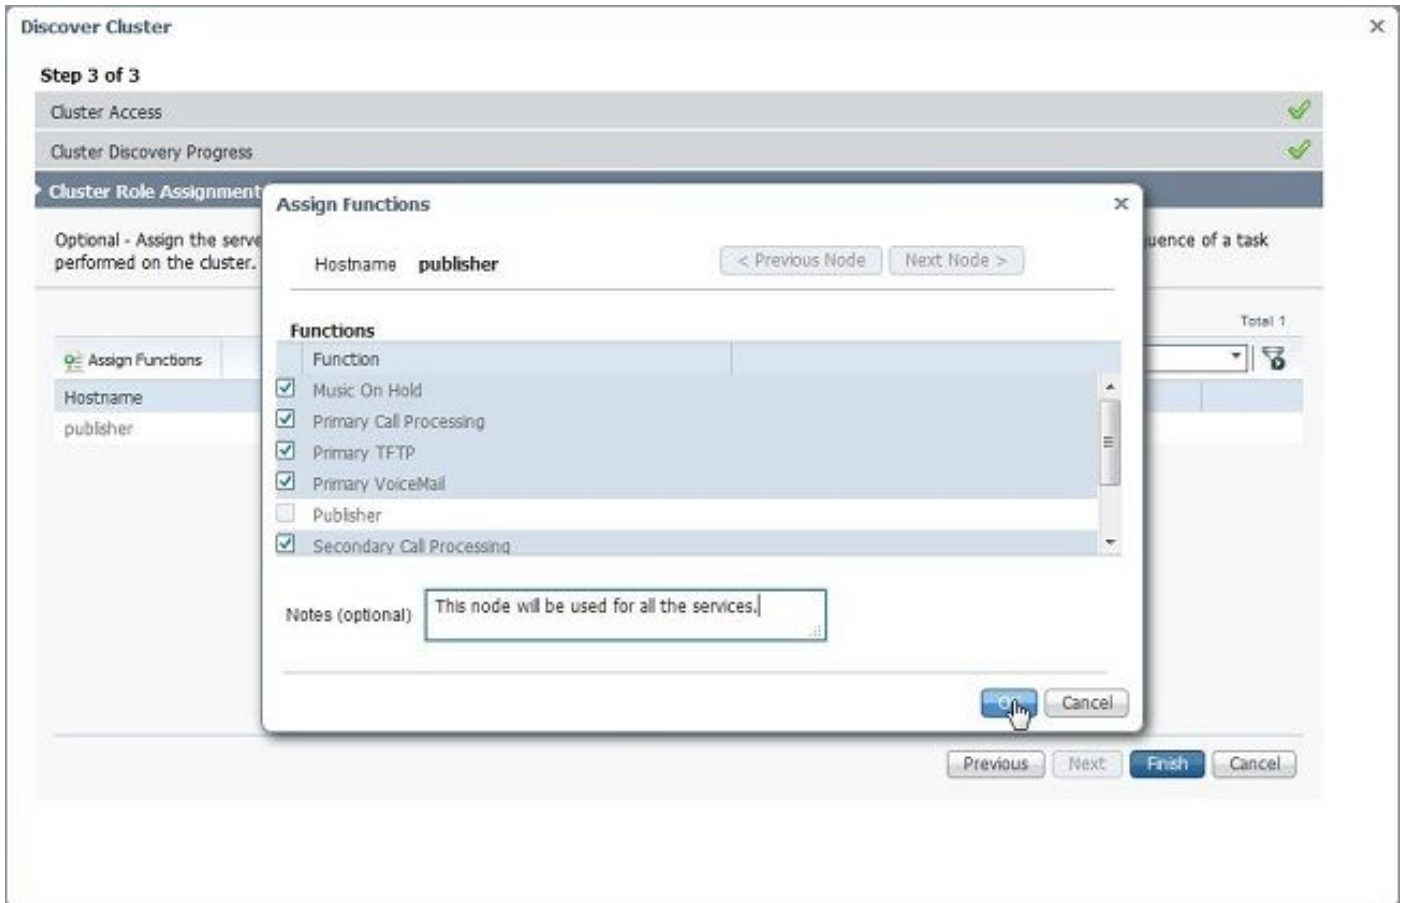 Discover Cluster
Step 3 of 3
Cluster Access
Cluster Discovery Progress
Cluster Role Assignment
Optional - Assign the serve
uence of a task
performed on the cluster.
Total 1
Assign Functions
Hostname
publisher
Assign Functions
Hostname publisher
< Previous Node Next Node >
Functions
Function
Music On Hold
Primary Call Processing
Primary TFTP
Primary VoiceMail
Publisher
Secondary Call Processing
Notes (optional) This node will be used for all the services.
Cancel
Previous Next Finish Cancel